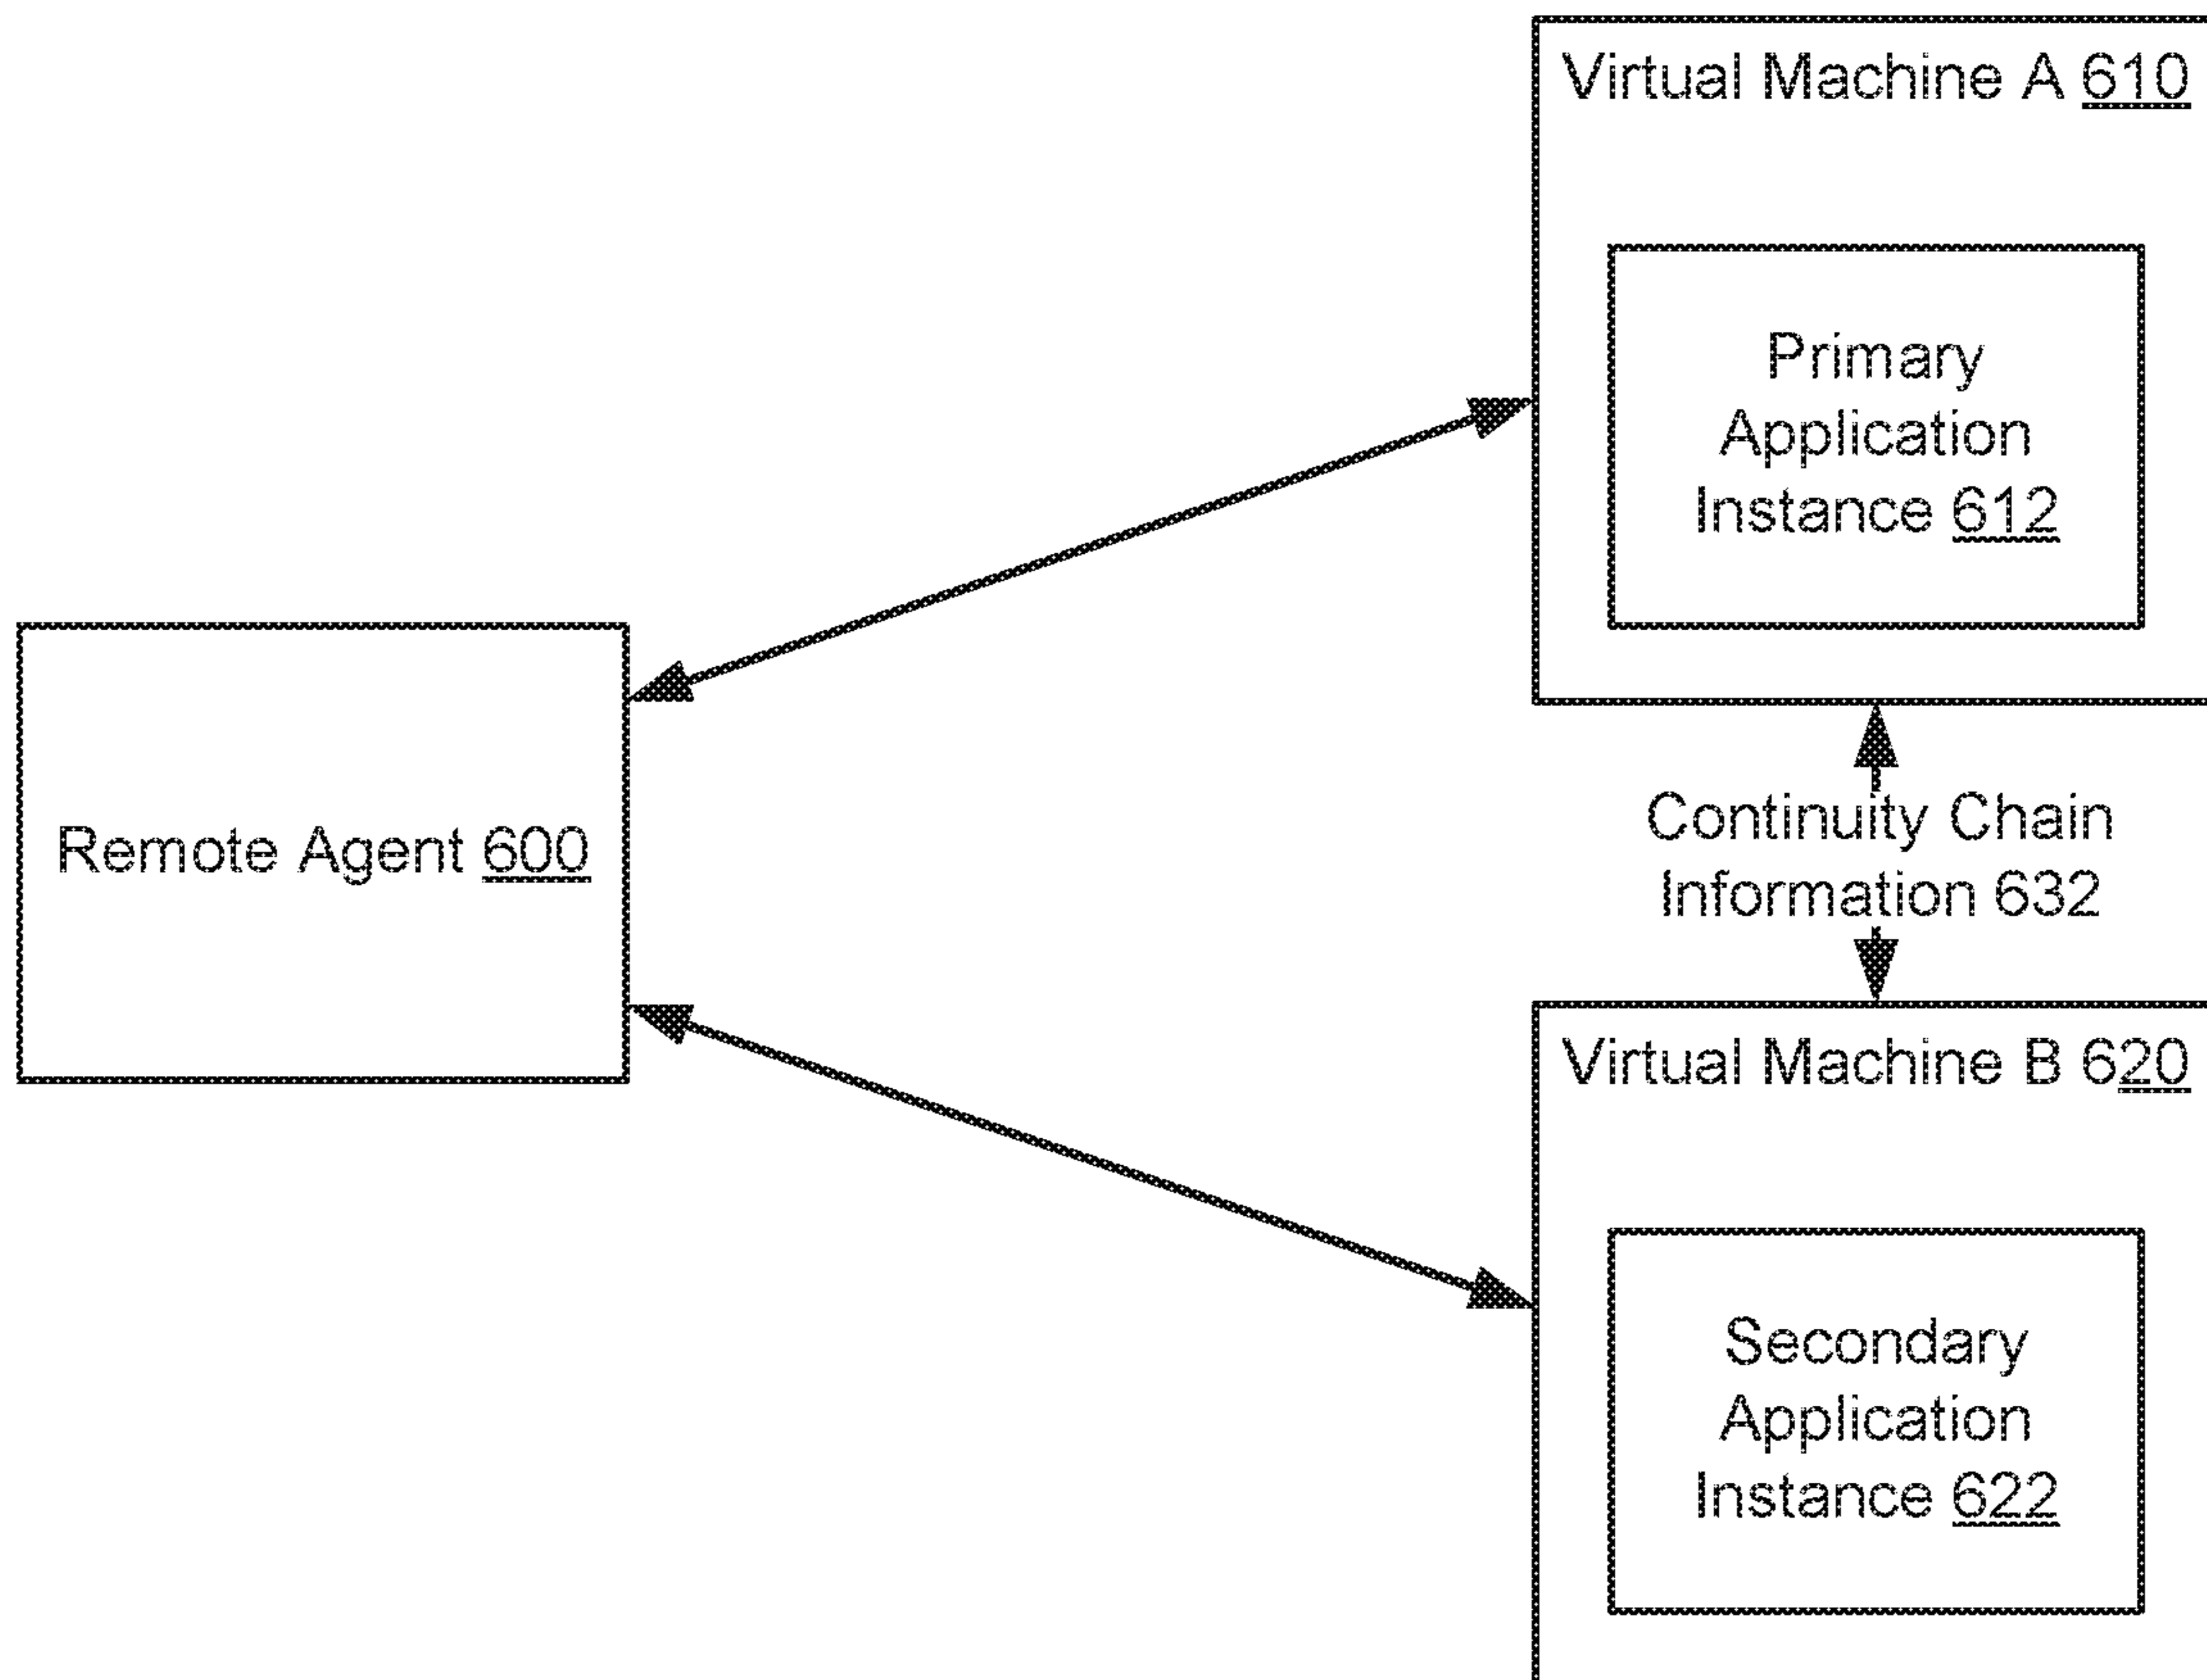 Virtual Machine A 610
Primary
Application
Instance 612
Remote Agent 600
Continuity Chain
Information 632
Virtual Machine B 620
Secondary
Application
Instance 622